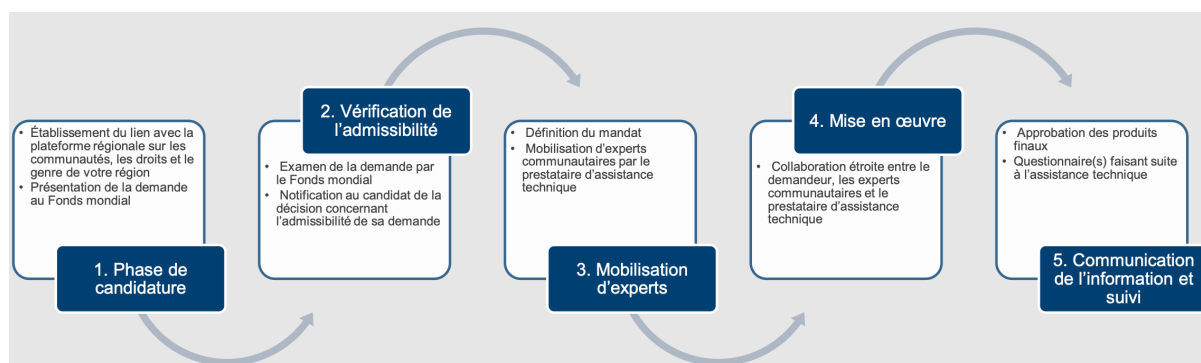 • Établissement du lien avec la
plateforme régionale sur les
communautés, les droits et le
genre de votre région
• Présentation de la demande
au Fonds mondial
1. Phase de
candidature
2. Vérification de
l’admissibilité
• Examen de la demande par
le Fonds mondial
• Notification au candidat de la
décision concernant
l’admissibilité de sa demande
• Définition du mandat
• Mobilisation d’experts
communautaires par le
prestataire d’assistance
technique
3. Mobilisation
d’experts
4. Mise en œuvre
• Collaboration étroite entre le
demandeur, les experts
communautaires et le
prestataire d’assistance
technique
• Approbation des produits
finaux
• Questionnaire(s) faisant suite
à l’assistance technique
5. Communication
de l’information et
suivi